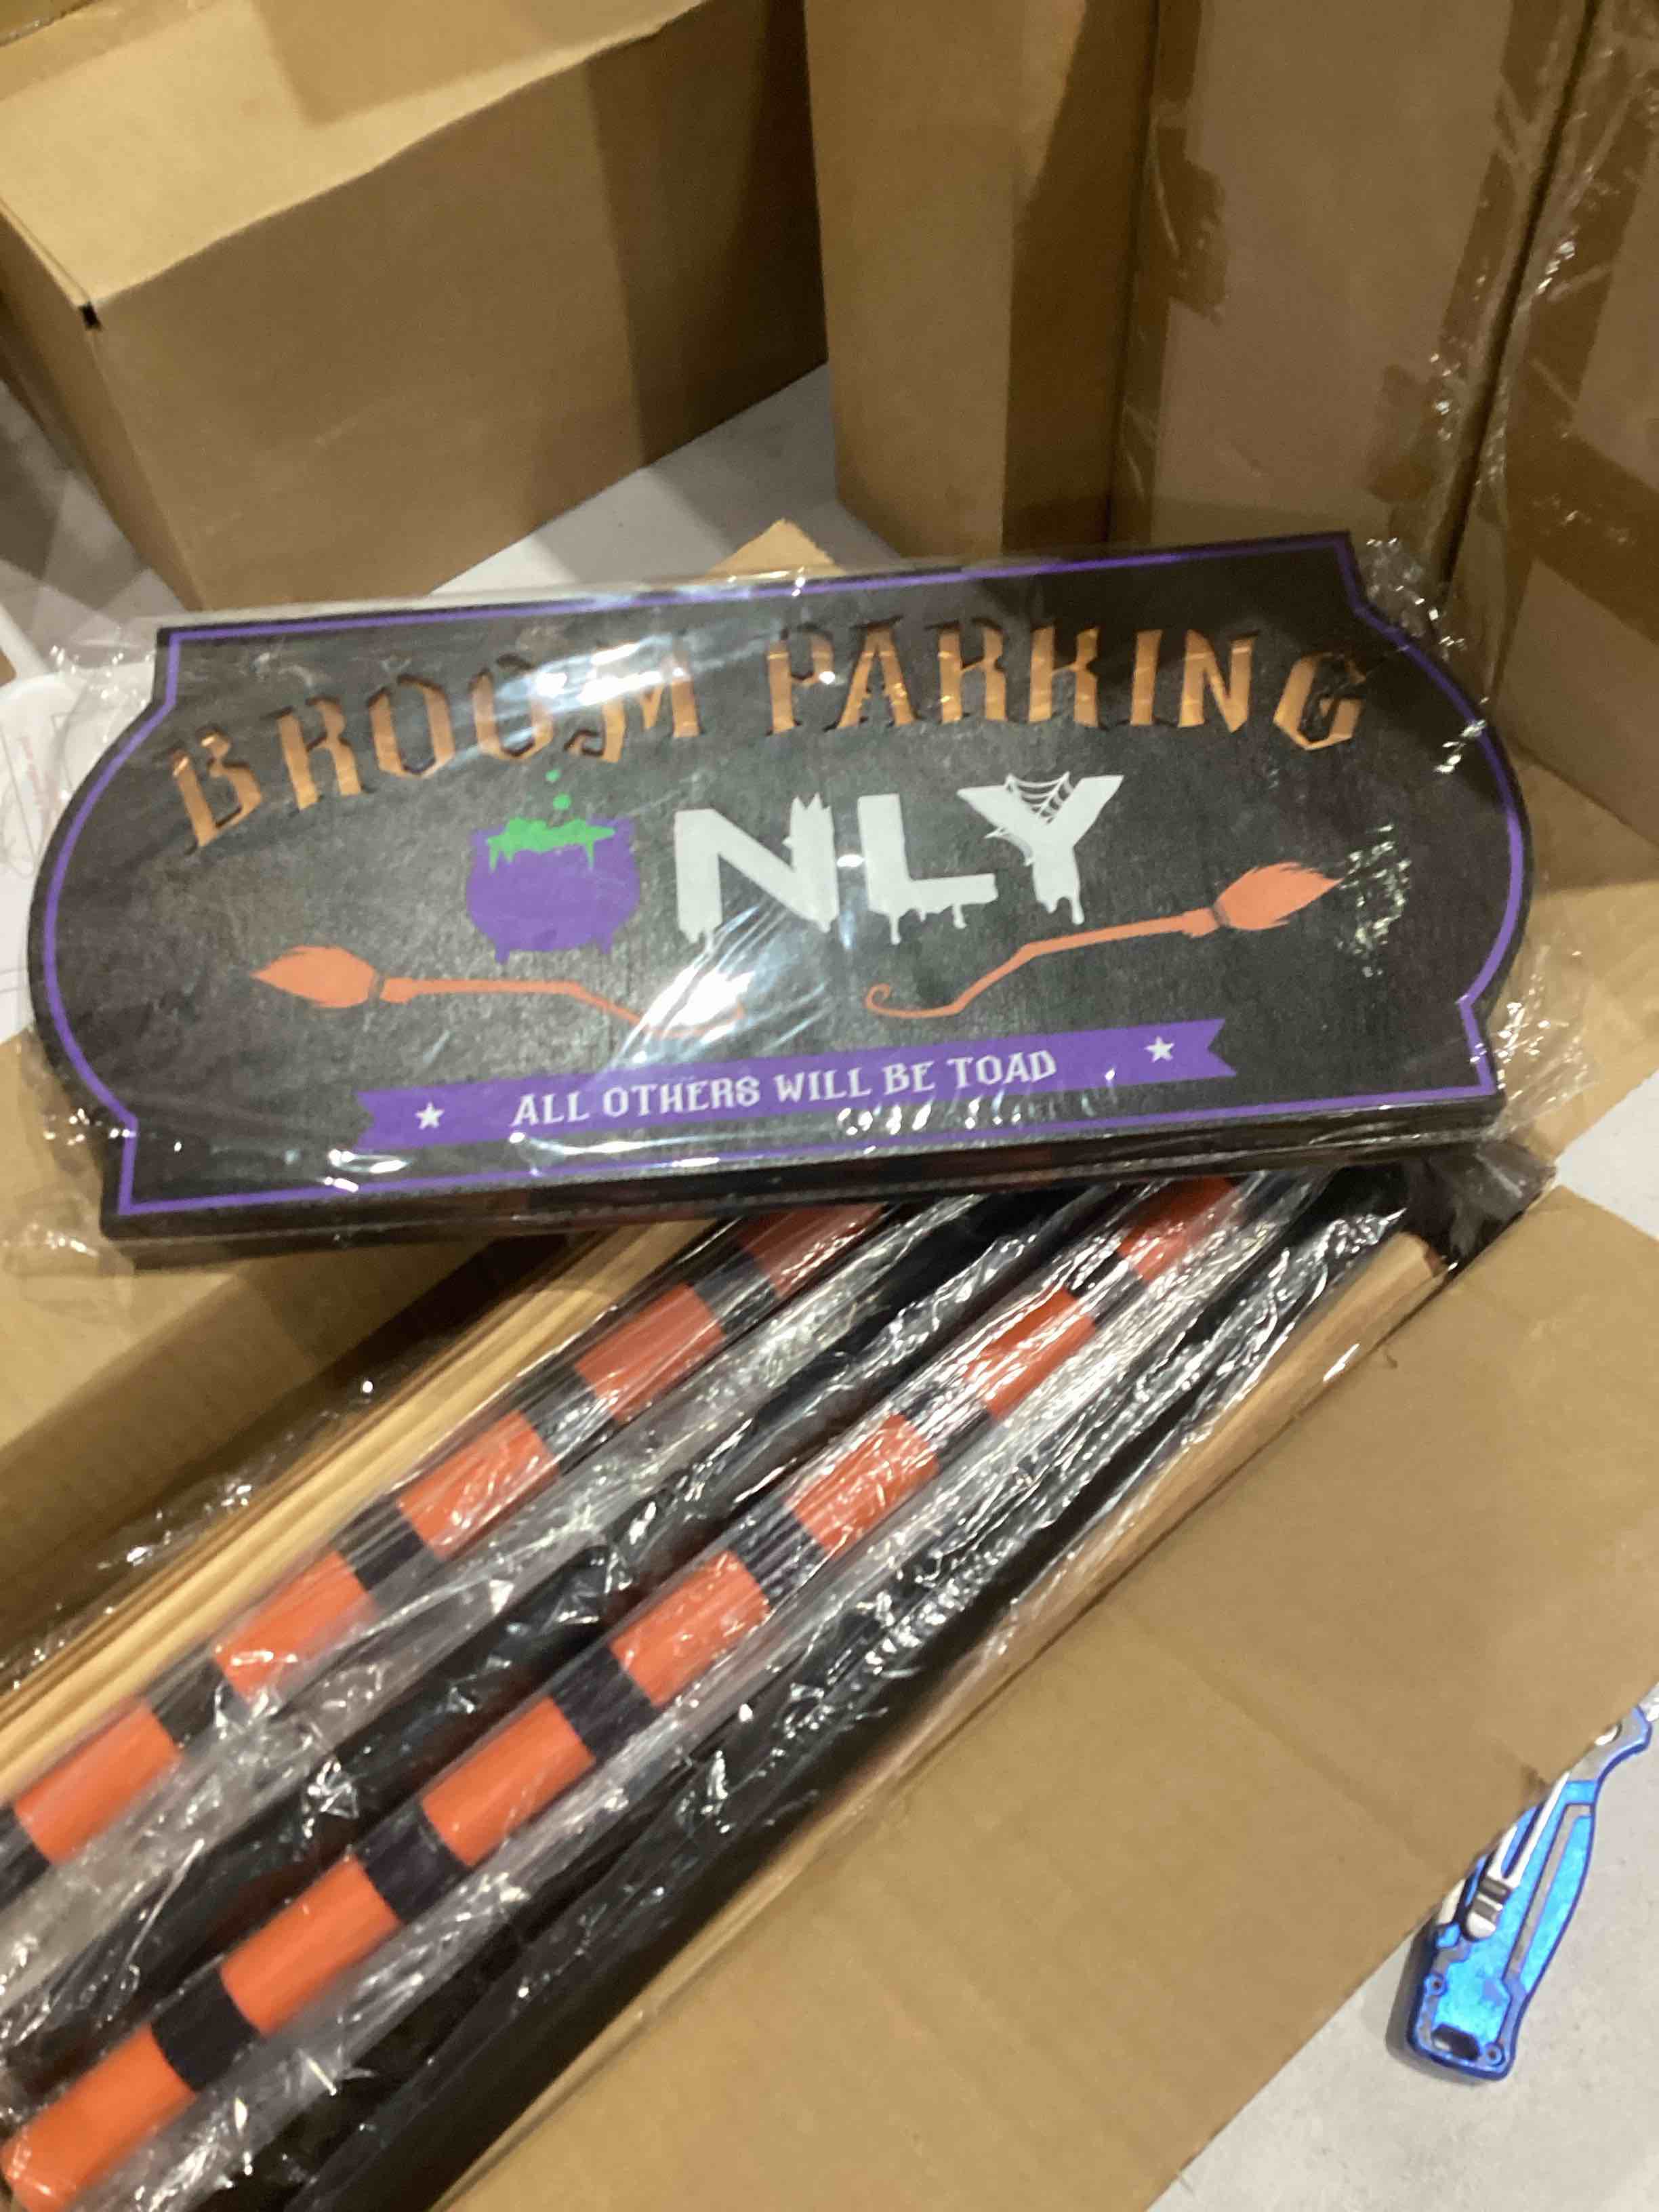 BROOM PARKING
NLY
ALL OTHERS WILL BE TOAD